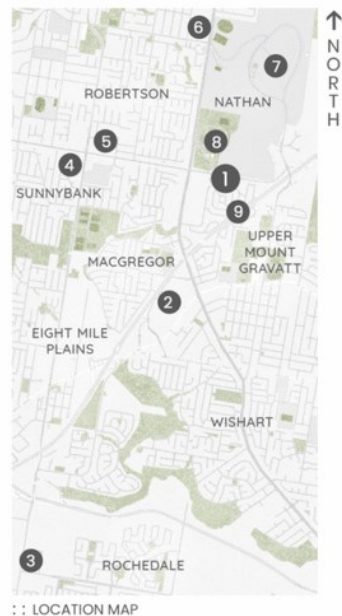 6
7
NORTH
ROBERTSON
NATHAN
5
8
4
1
SUNNYBANK
9
UPPER
MOUNT
GRAVATT
MACGREGOR
2
EIGHT MILE
PLAINS
WISHART
3
ROCHEDALE
: : LOCATION MAP